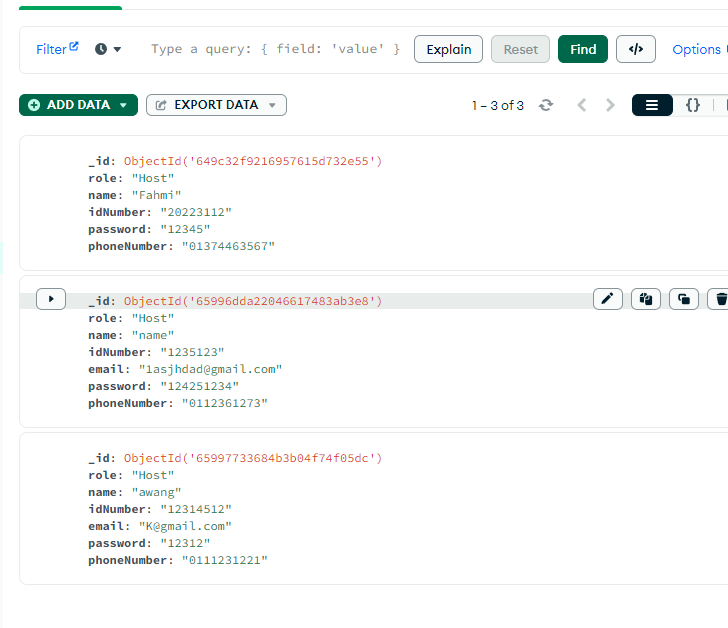 Filter
Type a query: { field: 'value' }
Explain
Reset
Find
</>
Options
ADD DATA
EXPORT DATA
1 – 3 of 3
{}
_id: ObjectId('649c32f9216957615d732e55')
role: "Host"
name: "Fahmi"
idNumber: "20223112"
password: "12345"
phoneNumber: "01374463567"
_id: ObjectId('65996dda22046617483ab3e8')
role: "Host"
name: "name"
idNumber: "1235123"
email: "1asjhdad@gmail.com"
password: "124251234"
phoneNumber: "0112361273"
_id: ObjectId('65997733684b3b04f74f05dc')
role: "Host"
name: "awang"
idNumber: "12314512"
email: "K@gmail.com"
password: "12312"
phoneNumber: "0111231221"